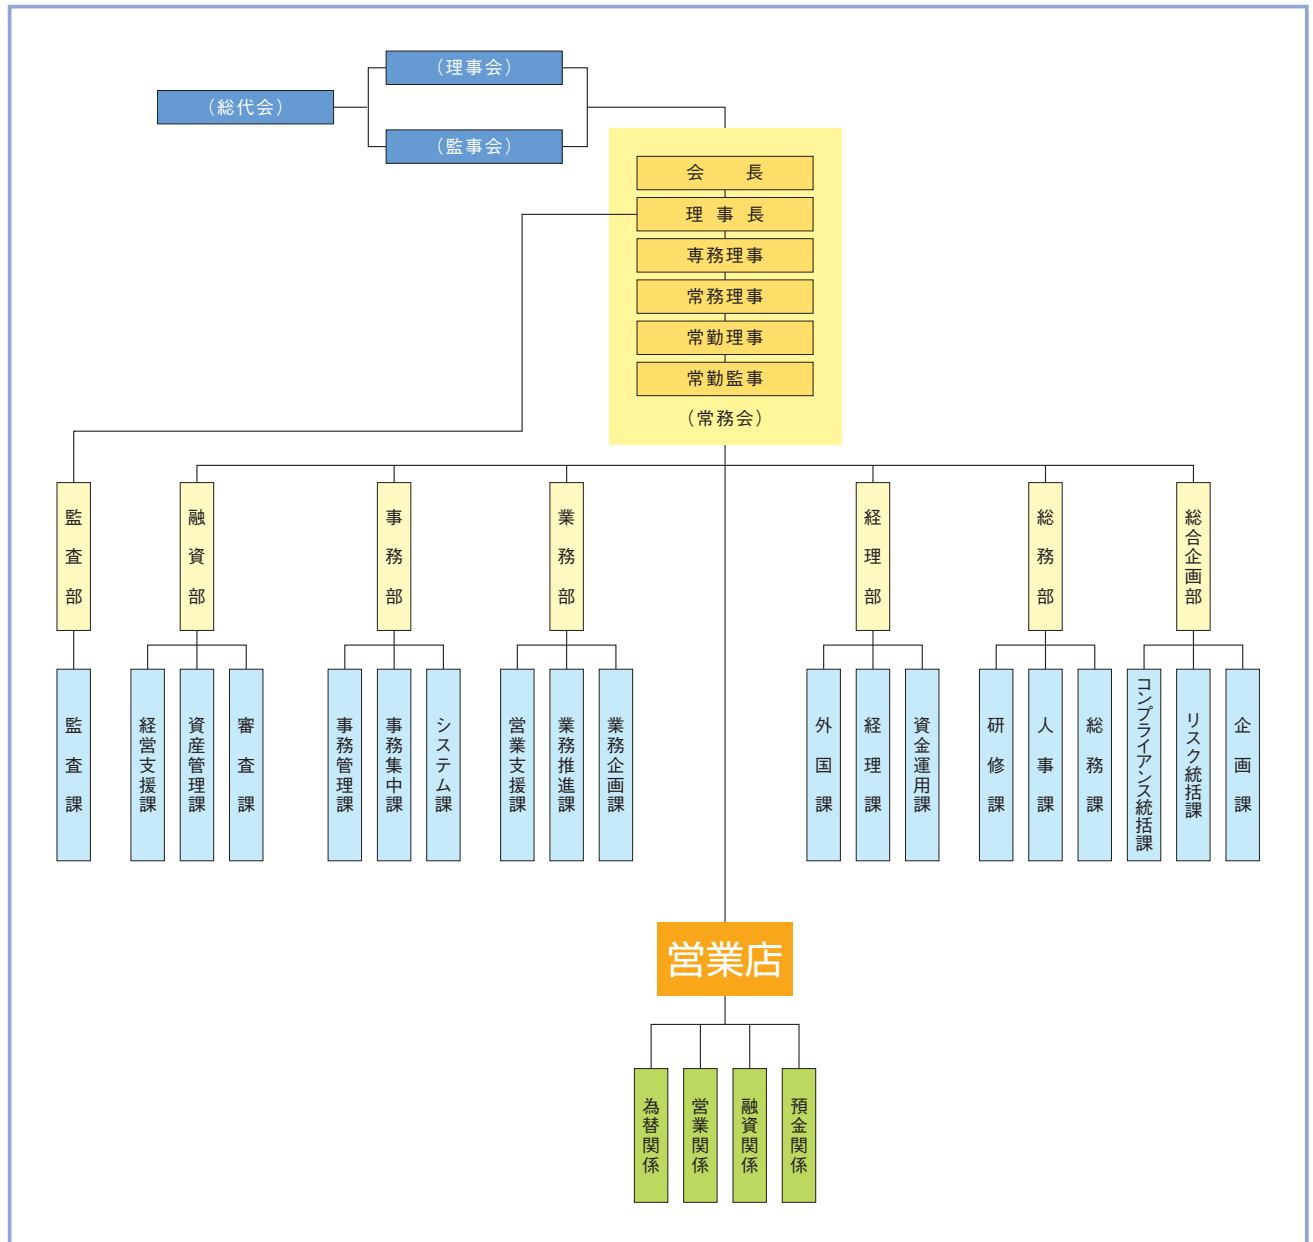 （理事会）
（総代会）
（監事会）
会長
理事長
専務理事
常務理事
常勤理事
常勤監事
（常務会）
監査部
融資部
事務部
業務部
経理部
総務部
総合企画部
監査課
経営支援課
資産管理課
審査課
事務管理課
事務集中課
システム課
営業支援課
業務推進課
業務企画課
外国課
経理課
資金運用課
研修課
人事課
総務課
コンプライアンス統括課
リスク統括課
企画課
営業店
為替関係
営業関係
融資関係
預金関係